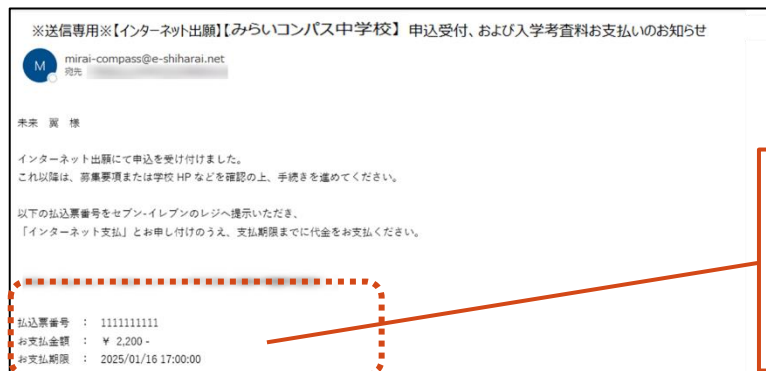 ※送信専用※【インターネット出願】【みらいコンパス中学校】 申込受付、および入学考査料お支払いのお知らせ
M
mirai-compass@e-shiharai.net
宛先
未来 翼 様
インターネット出願にて申込を受け付けました。
これ以降は、募集要項または学校 HP などを確認の上、手続きを進めてください。
以下の払込票番号をセブン-イレブンのレジへ提示いただき、
「インターネット支払」とお申し付けのうえ、支払期限までに代金をお支払ください。
払込票番号 ： 1111111111
お支払金額 ： ￥ 2,200 -
お支払期限 ： 2025/01/16 17:00:00